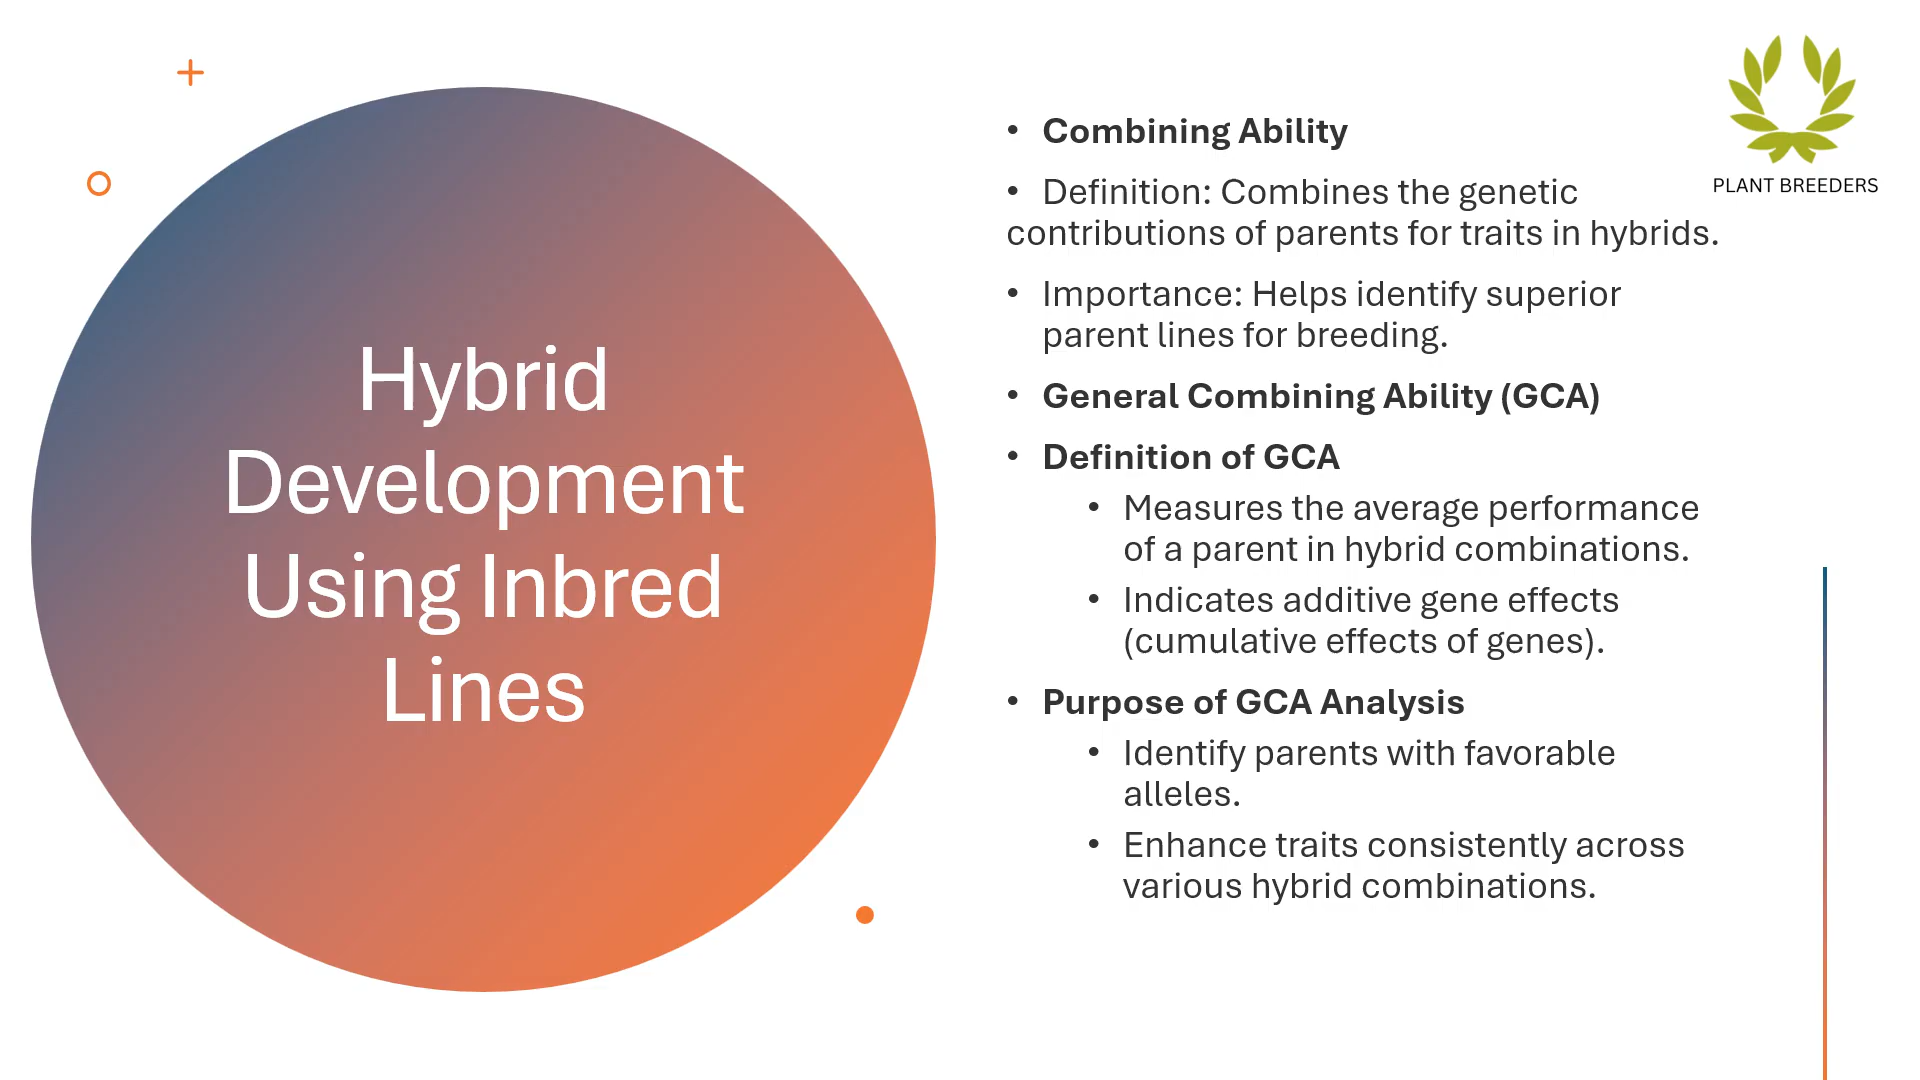 Hybrid
Development
Using Inbred
Lines
• Combining Ability
• Definition: Combines the genetic
contributions of parents for traits in hybrids.
• Importance: Helps identify superior
parent lines for breeding.
• General Combining Ability (GCA)
• Definition of GCA
• Measures the average performance
of a parent in hybrid combinations.
• Indicates additive gene effects
(cumulative effects of genes).
• Purpose of GCA Analysis
• Identify parents with favorable
alleles.
• Enhance traits consistently across
various hybrid combinations.
PLANT BREEDERS